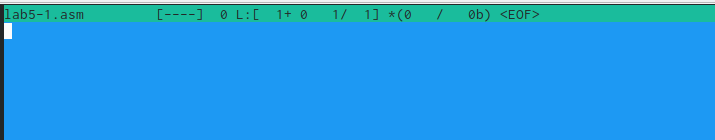 lab5-1.asm         [----]  0 L:[  1+ 0   1/  1] *(0   /   0b) <EOF>